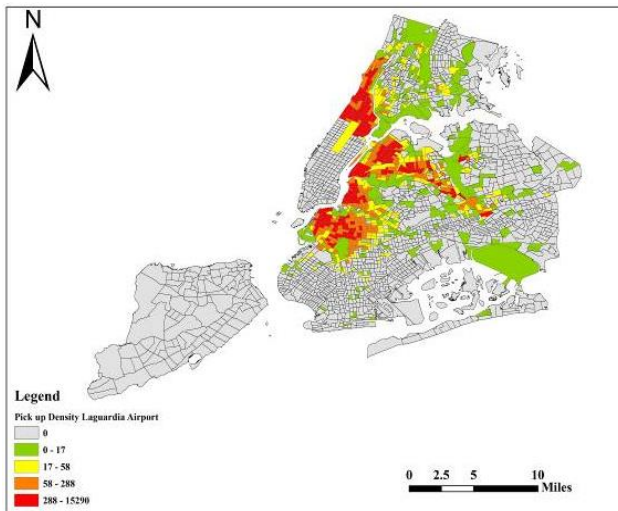 N
Legend
Pick up Density Laguardia Airport
0
0 - 17
17 - 58
58 - 288
288 - 15290
0 2.5 5 10
Miles